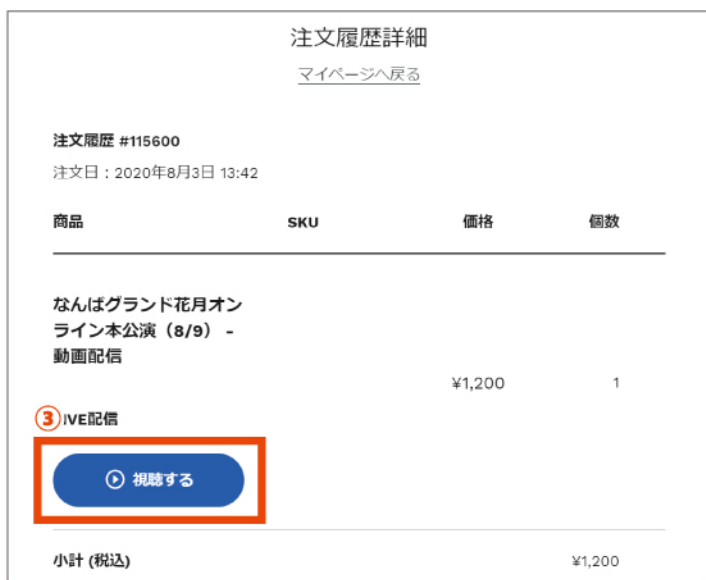 注文履歴詳細
マイページへ戻る
注文履歴 #115600
注文日：2020年8月3日 13:42
商品 SKU 価格 個数
なんばグランド花月オン
ライン本公演（8/9） -
動画配信
¥1,200 1
③IVE配信
視聴する
小計 (税込) ¥1,200